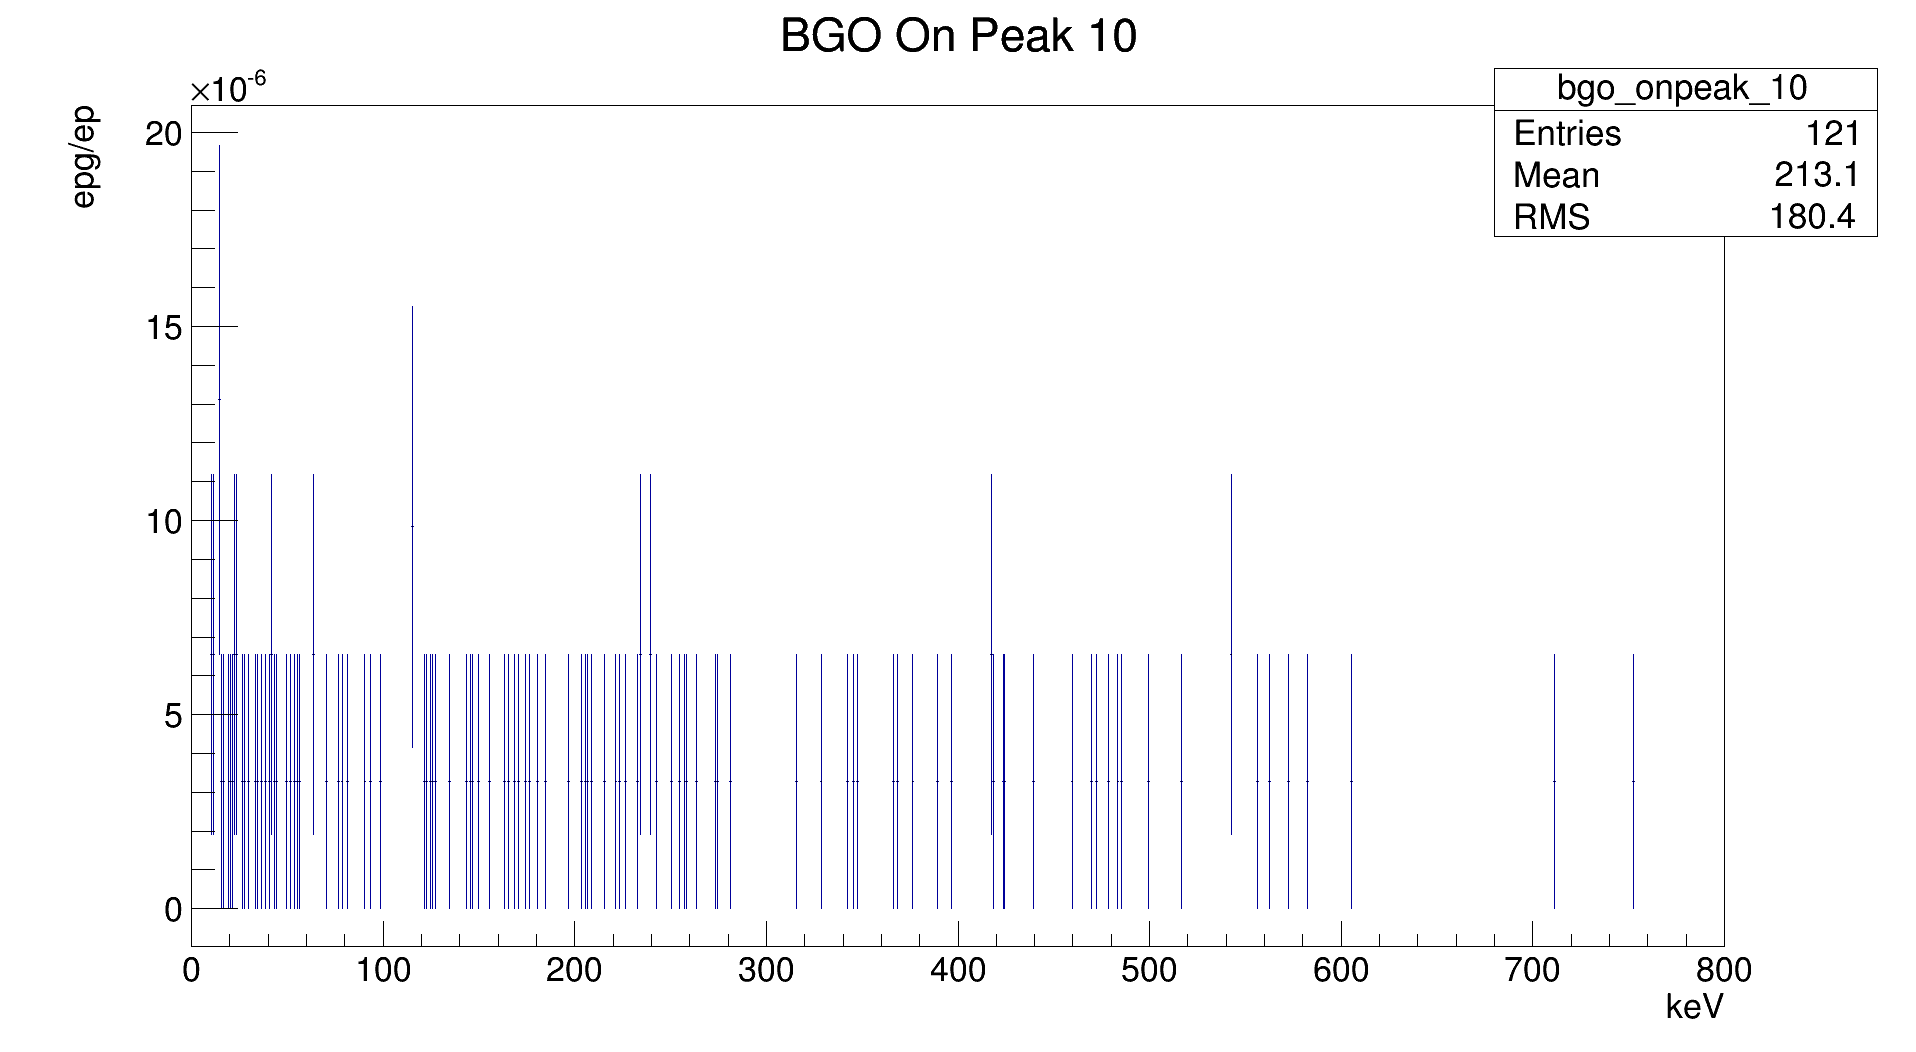 BGO On Peak 10
×10-6
epg/ep
bgo_onpeak_10
Entries 121
Mean 213.1
RMS 180.4
20
15
10
5
0
0 100 200 300 400 500 600 700 800
keV